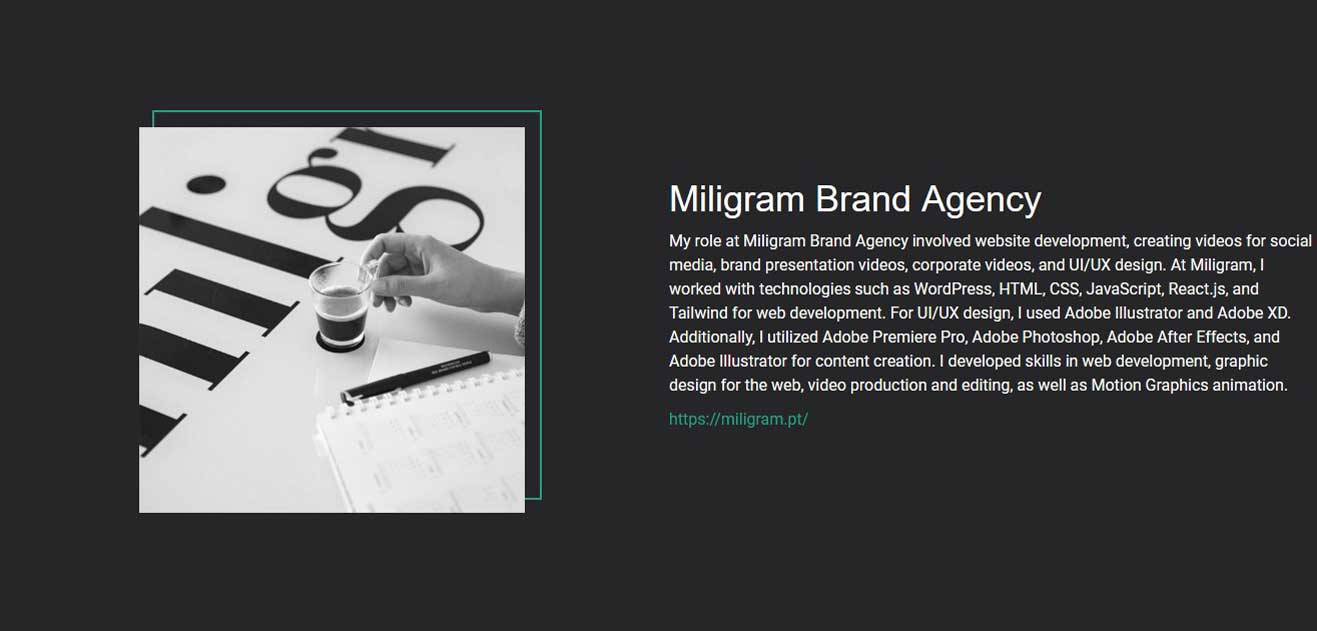 miligr
Miligram Brand Agency
My role at Miligram Brand Agency involved website development, creating videos for social
media, brand presentation videos, corporate videos, and UI/UX design. At Miligram, I
worked with technologies such as WordPress, HTML, CSS, JavaScript, React.js, and
Tailwind for web development. For UI/UX design, I used Adobe Illustrator and Adobe XD.
Additionally, I utilized Adobe Premiere Pro, Adobe Photoshop, Adobe After Effects, and
Adobe Illustrator for content creation. I developed skills in web development, graphic
design for the web, video production and editing, as well as Motion Graphics animation.
https://miligram.pt/